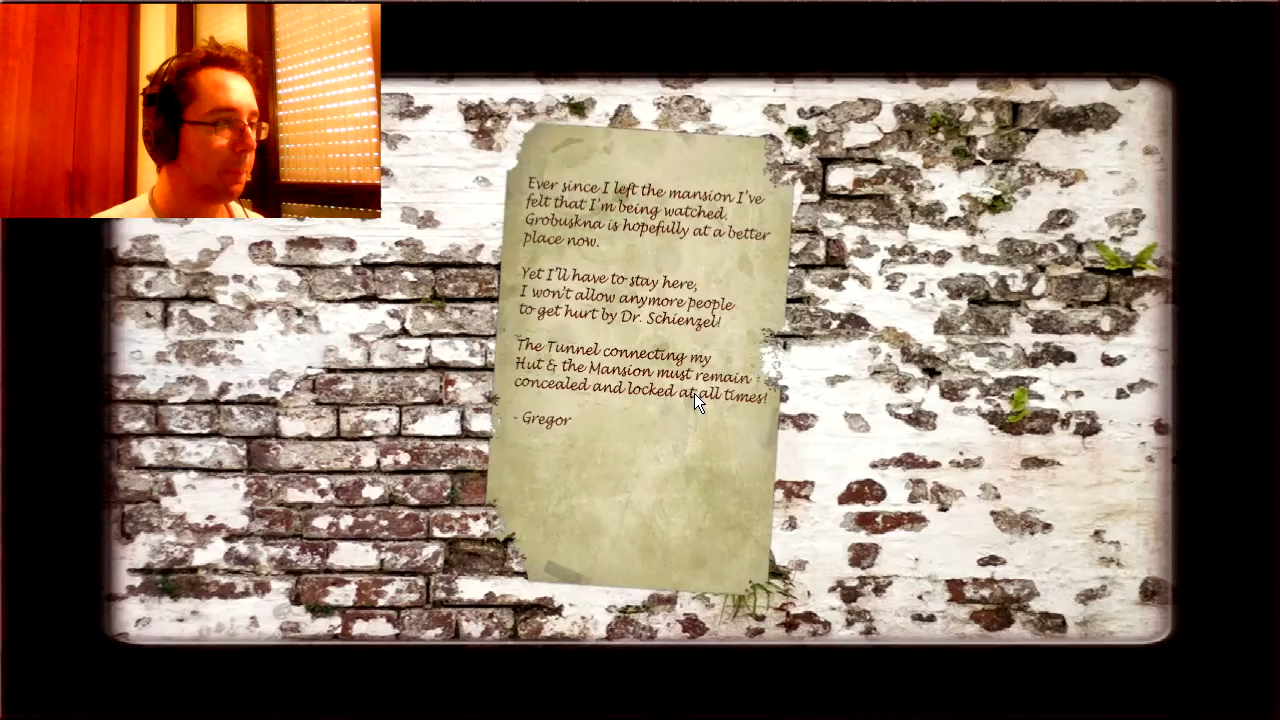 Ever since I left the mansion I've
felt that I'm being watched.
Grobuskna is hopefully at a better
place now.
Yet I'll have to stay here,
I won't allow anymore people
to get hurt by Dr. Schienzel!
The Tunnel connecting my
Hut & the Mansion must remain
concealed and locked at all times!
- Gregor